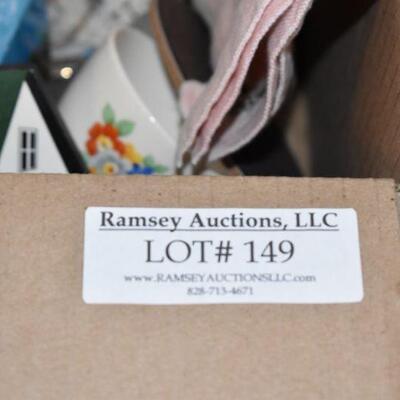 Ramsey Auctions, LLC
LOT# 149
www.RAMSEYAUCTIONSLLC.com
828-713-4671